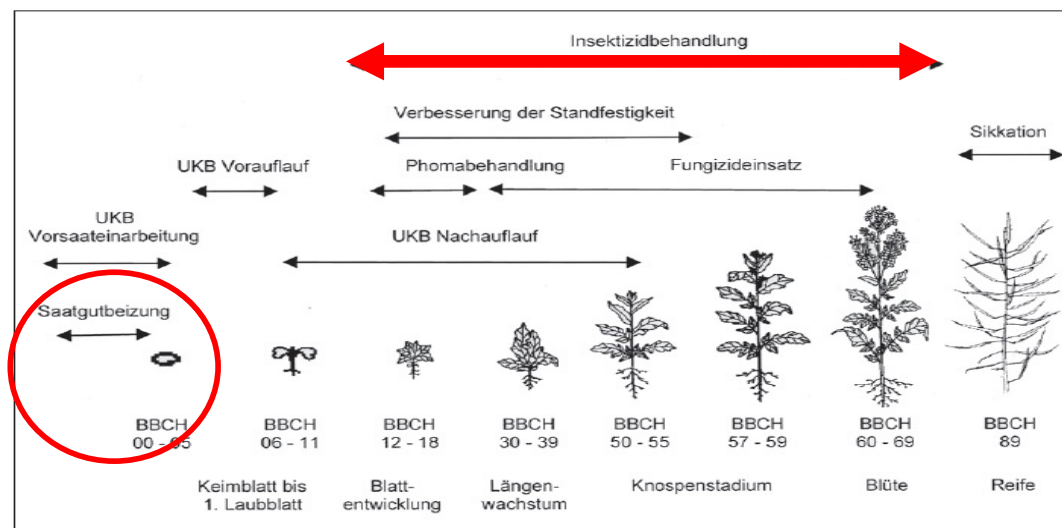 Insektizidbehandlung
Verbesserung der Standfestigkeit
Sikkation
UKB Vorauflauf
Phomabehandlung
Fungizideinsatz
UKB
Vorsaateinarbeitung
UKB Nachauflauf
Saatgutbeizung
BBCH
00 - 05
BBCH
06 - 11
BBCH
12 - 18
BBCH
30 - 39
BBCH
50 - 55
BBCH
57 - 59
BBCH
60 - 69
BBCH
89
Keimblatt bis
1. Laubblatt
Blatt-
entwicklung
Längen-
wachstum
Knospenstadium
Blüte
Reife